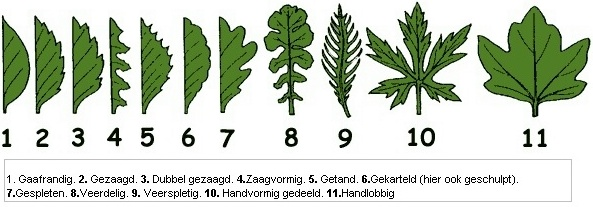 1 2 3 4 5 6 7 8 9 10 11
1. Gaafrandig. 2. Gezaagd. 3. Dubbel gezaagd. 4.Zaagvormig. 5. Getand. 6.Gekarteld (hier ook geschulpt).
7.Gespleten. 8.Veerdelig. 9. Veerspletig. 10. Handvormig gedeeld. 11.Handlobbig